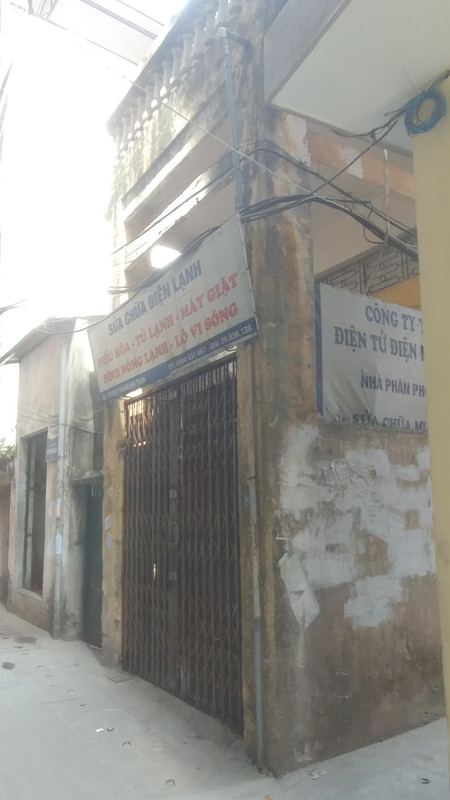 SỬA CHỮA ĐIỆN LẠNH
ĐIỀU HÒA - TỦ LẠNH - MÁY GIẶT
BÌNH NÓNG LẠNH - LÒ VI SÓNG
CÔNG TY
ĐIỆN TỬ ĐIỆN
NHÀ PHÂN PH
SỬA CHỮA